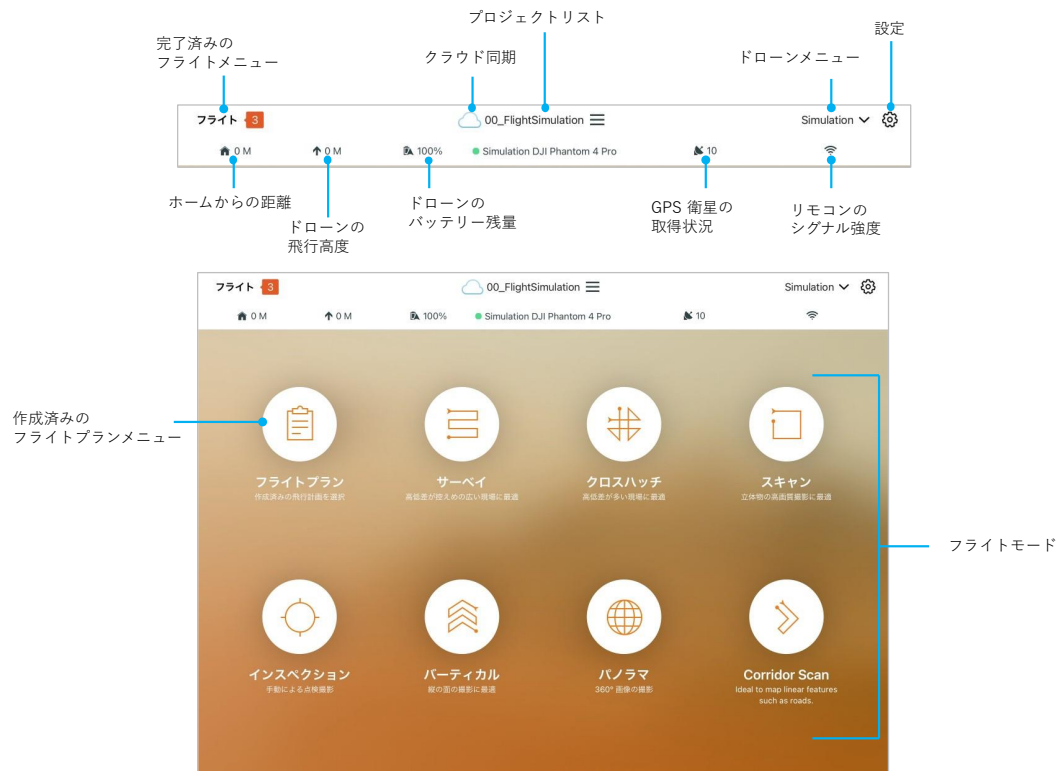 プロジェクトリスト
設定
完了済みの
フライトメニュー
クラウド同期
ドローンメニュー
フライト 3
00_FlightSimulation
Simulation
0 M
0 M
100%
Simulation DJI Phantom 4 Pro
10
ホームからの距離
ドローンの
飛行高度
ドローンの
バッテリー残量
GPS 衛星の
取得状況
リモコンの
シグナル強度
フライト 3
00_FlightSimulation
Simulation
0 M
0 M
100%
Simulation DJI Phantom 4 Pro
10
作成済みの
フライトプランメニュー
フライトプラン
作成済みの飛行計画を選択
サーベイ
高低差が控えめの広い現場に最適
クロスハッチ
高低差が多い現場に最適
スキャン
立体物の高画質撮影に最適
フライトモード
インスペクション
手動による点検撮影
バーティカル
縦の面の撮影に最適
パノラマ
360° 画像の撮影
Corridor Scan
Ideal to map linear features
such as roads.